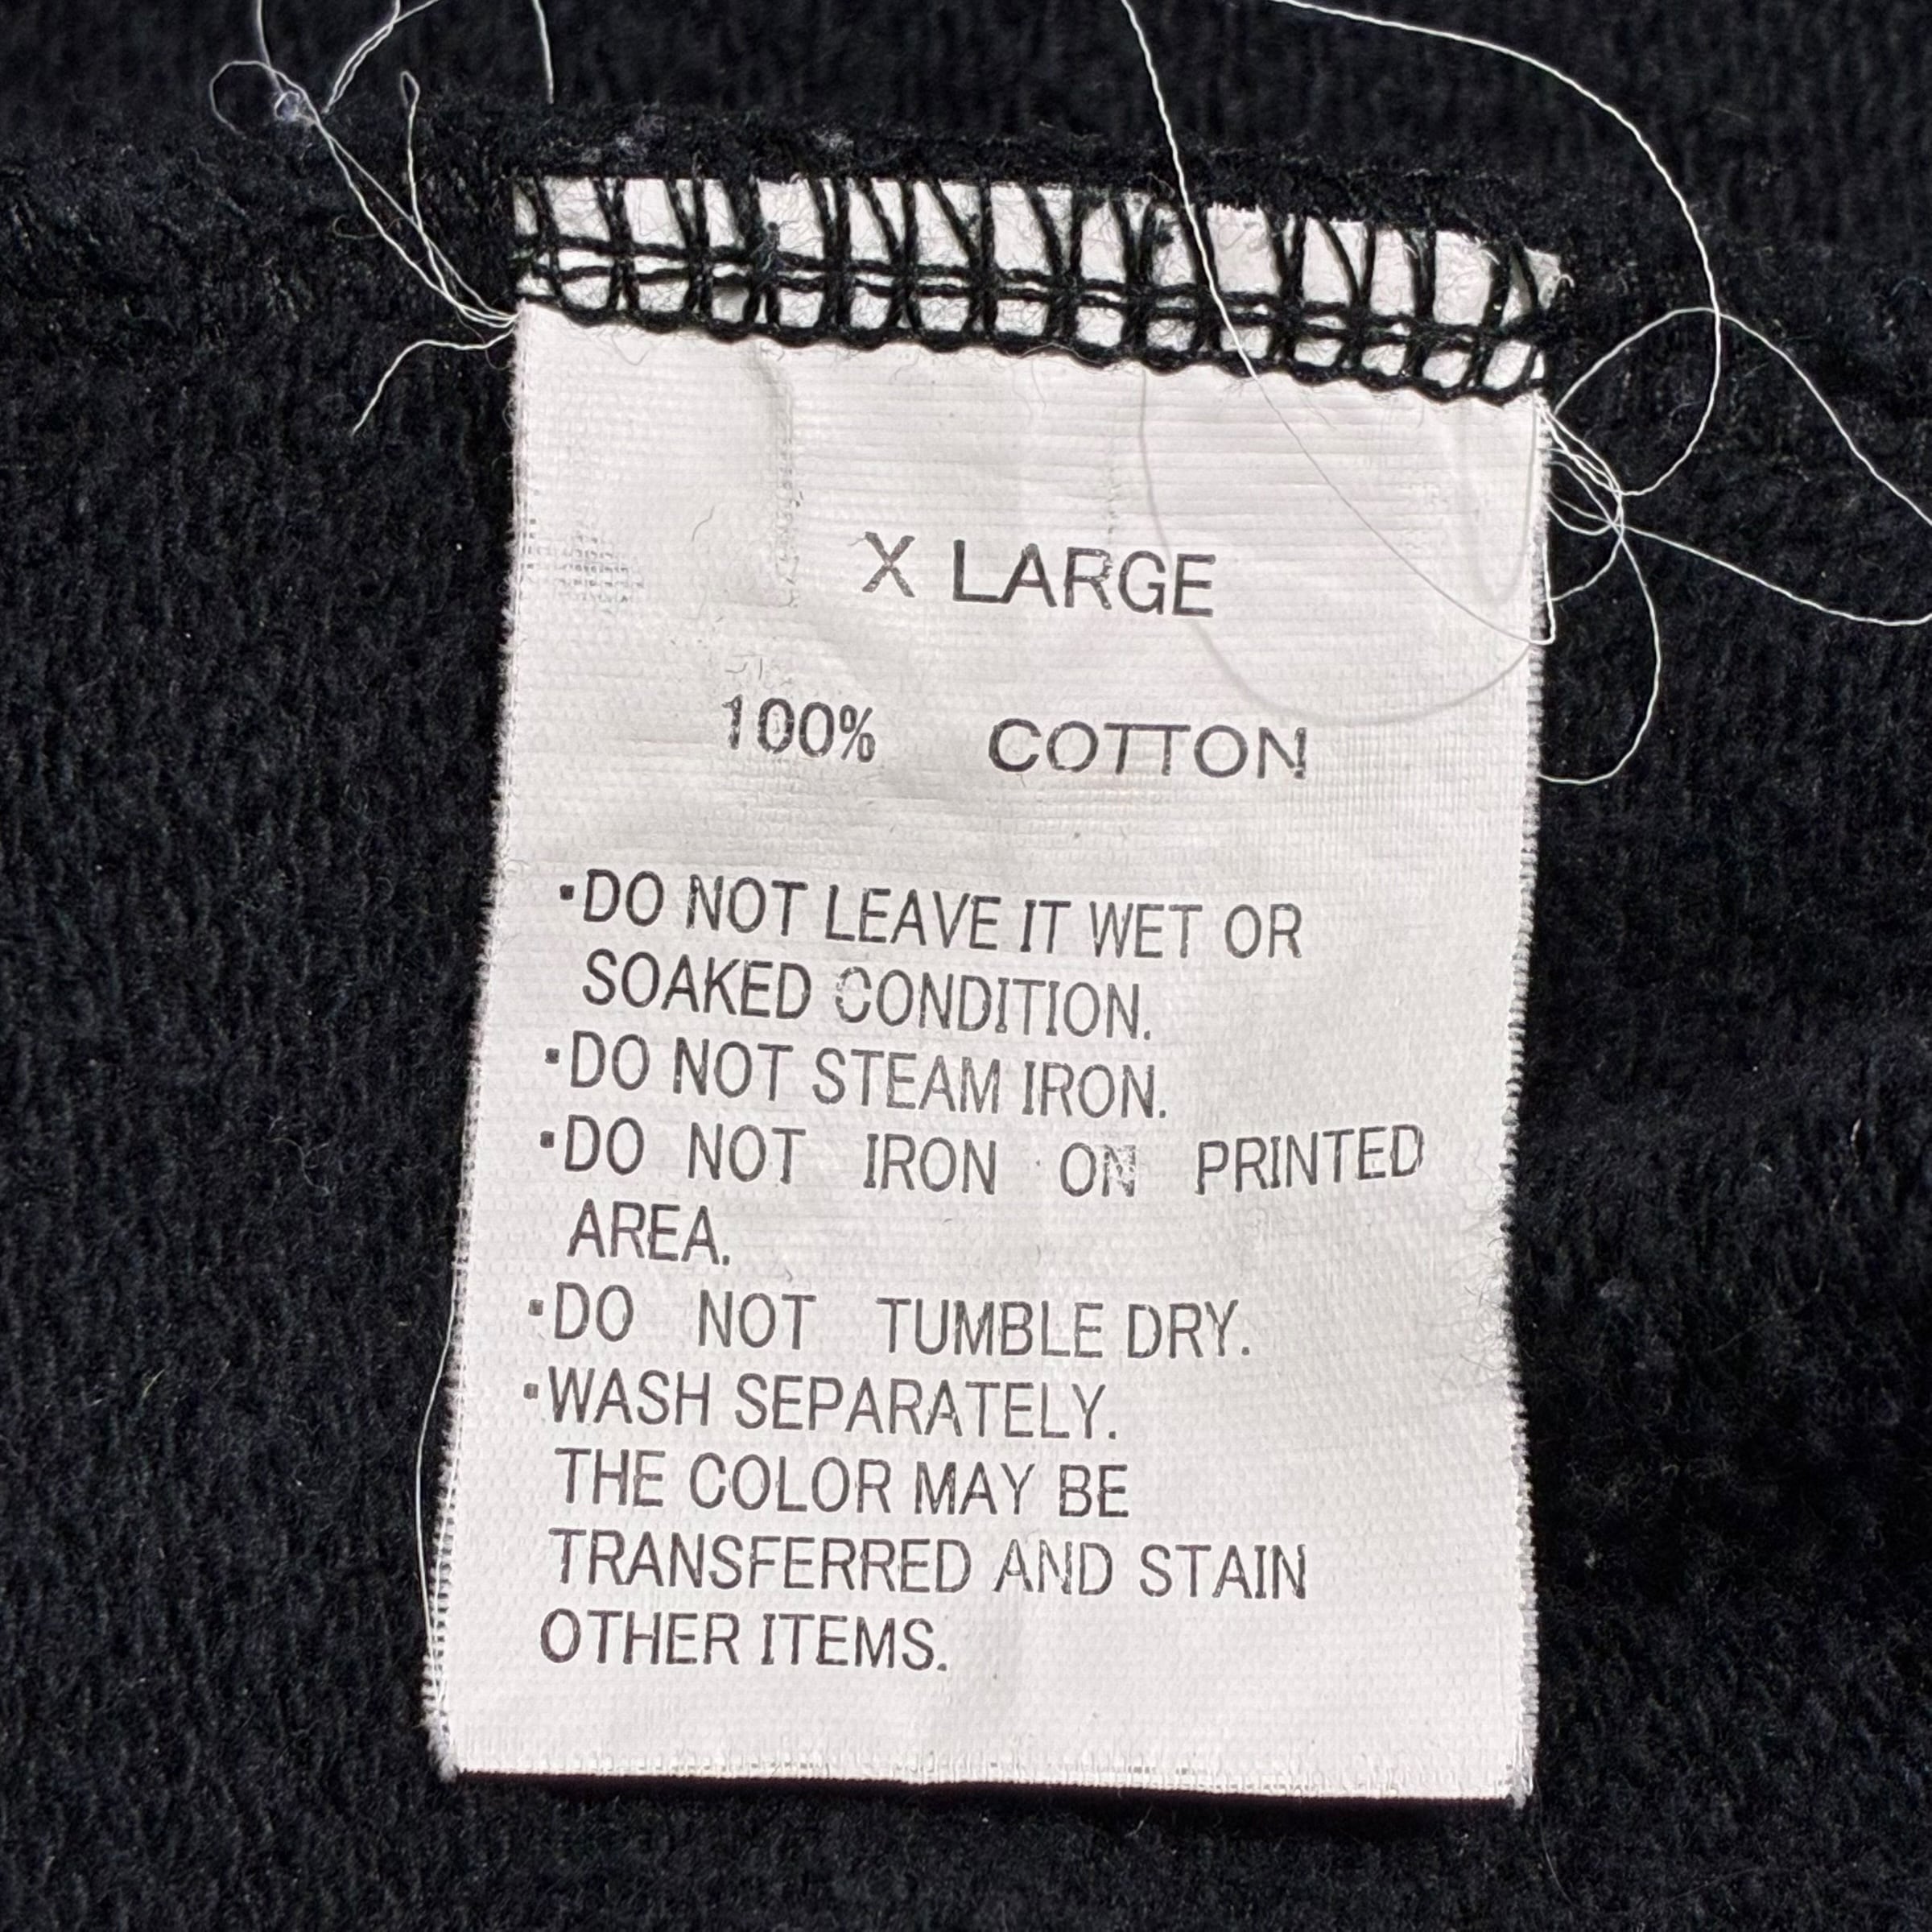 X LARGE
100% COTTON
·DO NOT LEAVE IT WET OR
SOAKED CONDITION.
·DO NOT STEAM IRON.
·DO NOT IRON ON PRINTED
AREA.
·DO NOT TUMBLE DRY.
·WASH SEPARATELY.
THE COLOR MAY BE
TRANSFERRED AND STAIN
OTHER ITEMS.